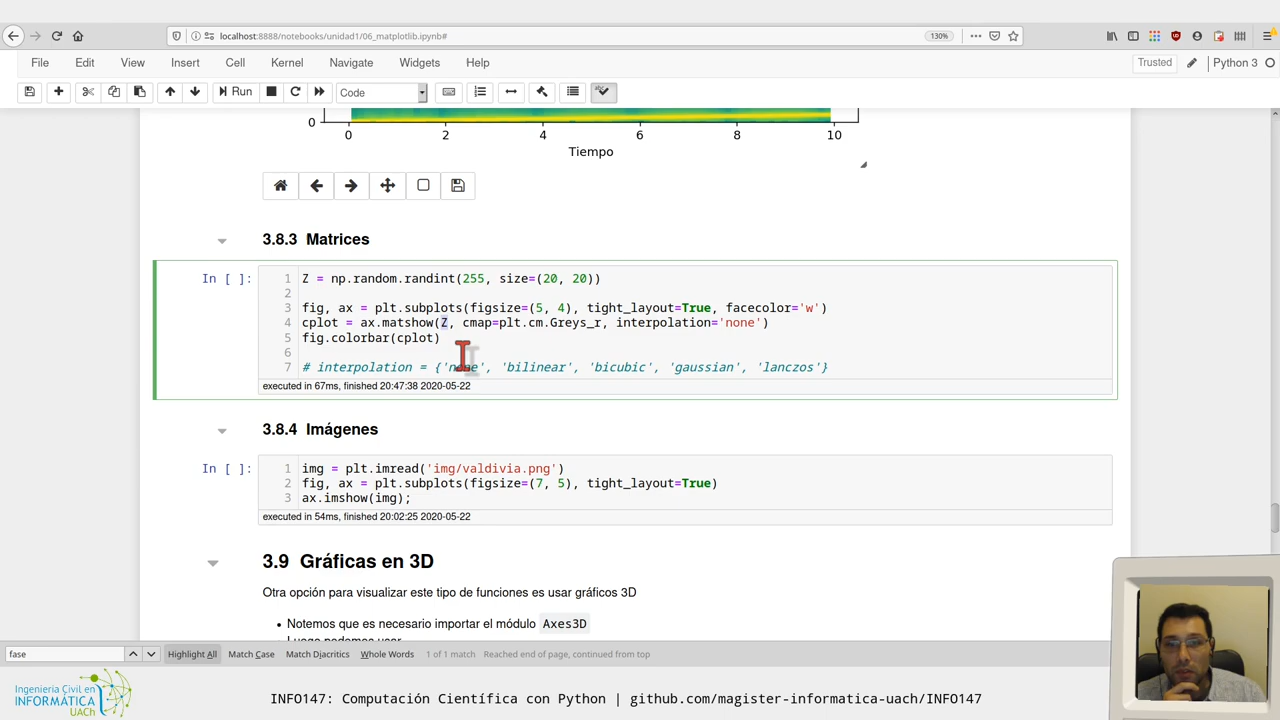 localhost:8888/notebooks/unidad1/06_matplotlib.ipynb#
130%
File Edit View Insert Cell Kernel Navigate Widgets Help
Trusted
Python 3
Run
Code
0
0 2 4 6 8 10
Tiempo
3.8.3 Matrices
In [ ]:
1 Z = np.random.randint(255, size=(20, 20))
2
3 fig, ax = plt.subplots(figsize=(5, 4), tight_layout=True, facecolor='w')
4 cplot = ax.matshow(Z, cmap=plt.cm.Greys_r, interpolation='none')
5 fig.colorbar(cplot)
6
7 # interpolation = {'none', 'bilinear', 'bicubic', 'gaussian', 'lanczos'}
executed in 67ms, finished 20:47:38 2020-05-22
3.8.4 Imágenes
In [ ]:
1 img = plt.imread('img/valdivia.png')
2 fig, ax = plt.subplots(figsize=(7, 5), tight_layout=True)
3 ax.imshow(img);
executed in 54ms, finished 20:02:25 2020-05-22
3.9 Gráficas en 3D
Otra opción para visualizar este tipo de funciones es usar gráficos 3D
• Notemos que es necesario importar el módulo Axes3D
• Luego podemos usar
fase
Highlight All Match Case Match Diacritics Whole Words 1 of 1 match Reached end of page, continued from top
Ingeniería Civil en
INFORMÁTICA
UACh
INFO147: Computación Científica con Python | github.com/magister-informatica-uach/INFO147